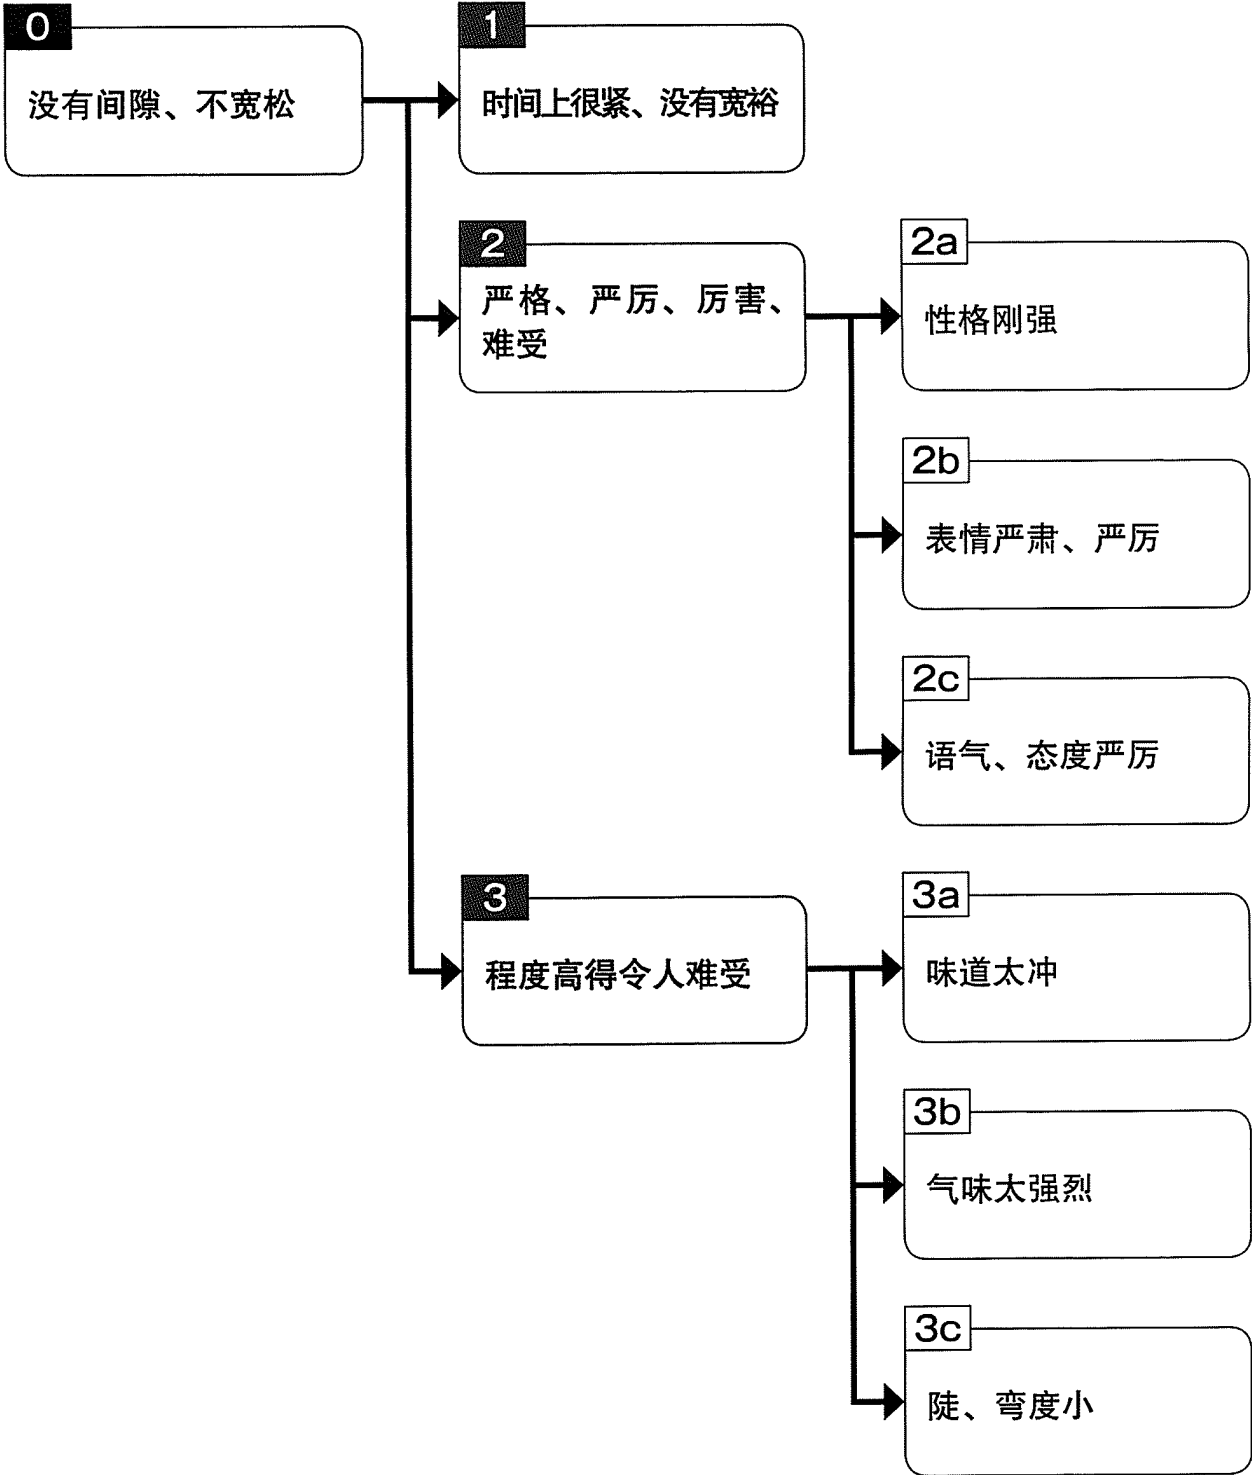 0
没有间隙、不宽松
1
时间上很紧、没有宽裕
2
严格、严厉、厉害、
难受
2a
性格刚强
2b
表情严肃、严厉
2c
语气、态度严厉
3
程度高得令人难受
3a
味道太冲
3b
气味太强烈
3c
陡、弯度小